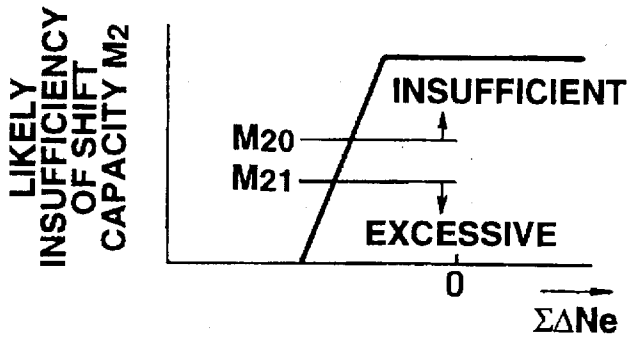 LIKELY
INSUFFICIENCY
OF SHIFT
CAPACITY M2
INSUFFICIENT
M20
M21
EXCESSIVE
0
ΣΔNe